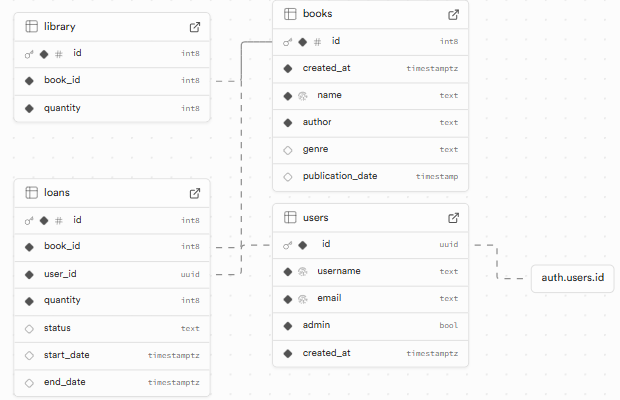 library
# id int8
book_id int8
quantity int8
books
# id int8
created_at timestamptz
name text
author text
genre text
publication_date timestamp
loans
# id int8
book_id int8
user_id uuid
quantity int8
status text
start_date timestamptz
end_date timestamptz
users
id uuid
username text
email text
admin bool
created_at timestamptz
auth.users.id